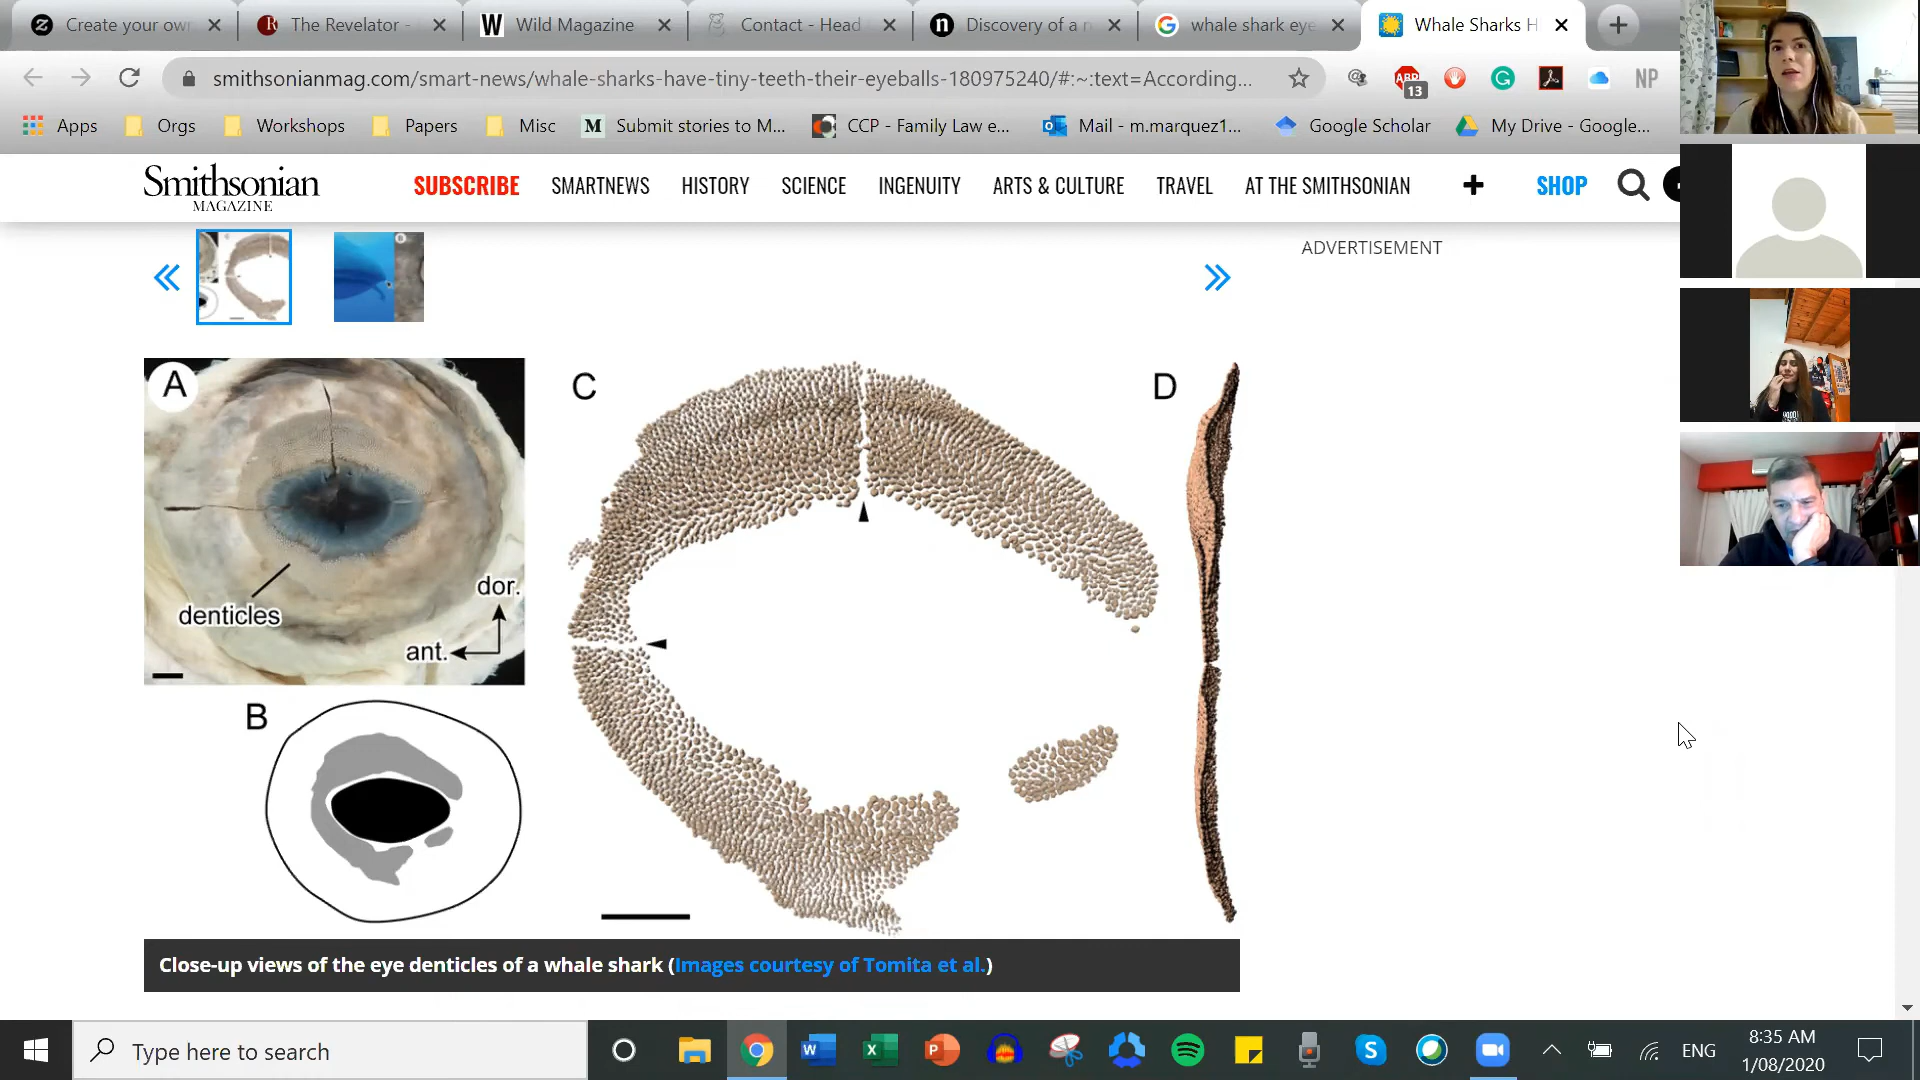 Create your own
The Revelator -
W Wild Magazine
Contact - Head
n Discovery of a n
G whale shark eye
Whale Sharks H
smithsonianmag.com/smart-news/whale-sharks-have-tiny-teeth-their-eyeballs-180975240/#:~:text=According...
ABP
13
NP
Apps
Orgs
Workshops
Papers
Misc
M Submit stories to M...
CCP - Family Law e...
Mail - m.marquez1...
Google Scholar
My Drive - Google...
Smithsonian
MAGAZINE
SUBSCRIBE
SMARTNEWS
HISTORY
SCIENCE
INGENUITY
ARTS & CULTURE
TRAVEL
AT THE SMITHSONIAN
SHOP
ADVERTISEMENT
A
denticles
dor.
ant.
B
C
D
Close-up views of the eye denticles of a whale shark (Images courtesy of Tomita et al.)
Type here to search
ENG
8:35 AM
1/08/2020